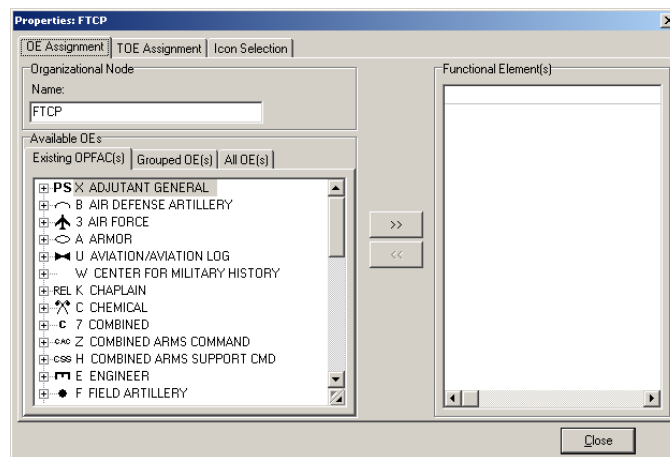 Properties: FTCP
OE Assignment TOE Assignment Icon Selection
Organizational Node
Name:
FTCP
Available OEs
Existing OPFAC(s) Grouped OE(s) All OE(s)
PS X ADJUTANT GENERAL
B AIR DEFENSE ARTILLERY
3 AIR FORCE
A ARMOR
U AVIATION/AVIATION LOG
W CENTER FOR MILITARY HISTORY
REL K CHAPLAIN
C CHEMICAL
C 7 COMBINED
CAC Z COMBINED ARMS COMMAND
CSS H COMBINED ARMS SUPPORT CMD
E ENGINEER
F FIELD ARTILLERY
>>
<<
Functional Element(s)
Close